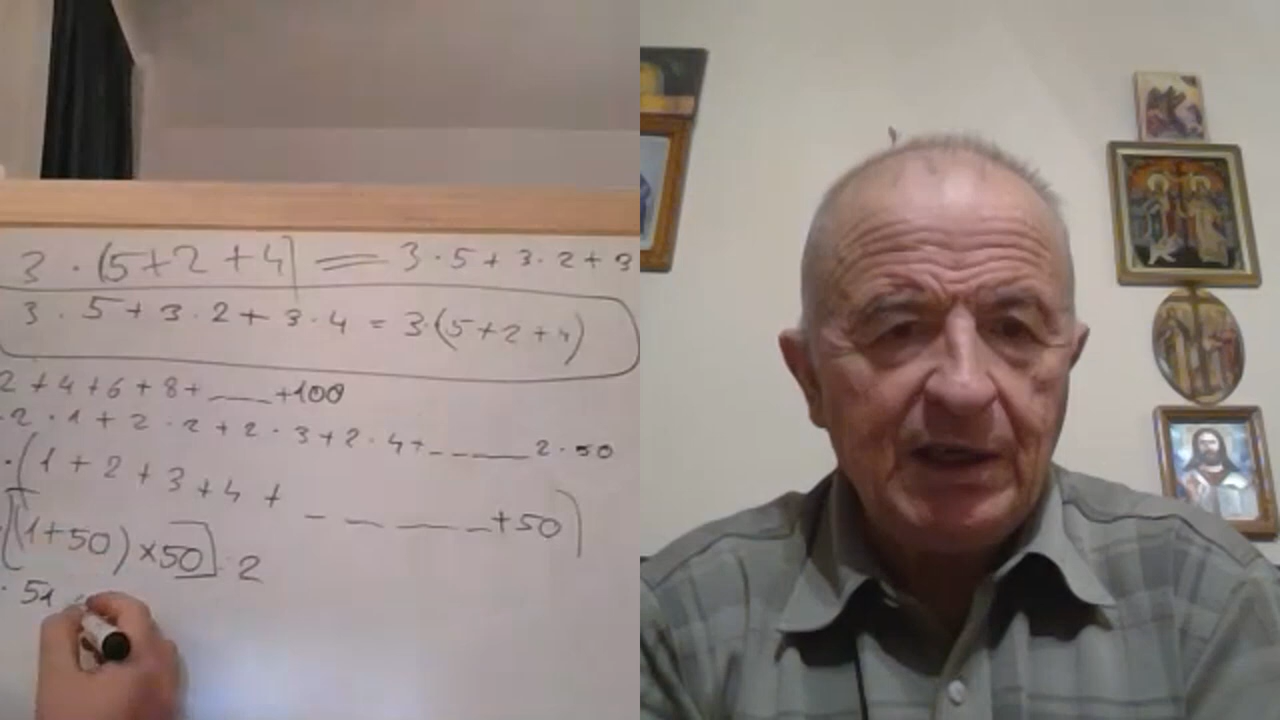 3 · (5+2+4) = 3·5 + 3·2 + 3
3 · 5 + 3·2 + 3·4 = 3·(5+2+4)
2 + 4 + 6 + 8 + ___ +100
2·1 + 2·2 + 2·3 + 2·4 + _ _ ___ 2·50
·(1 + 2 + 3 + 4 + _ _ _ _ +50)
[(1+50) ×50] : 2
· 51